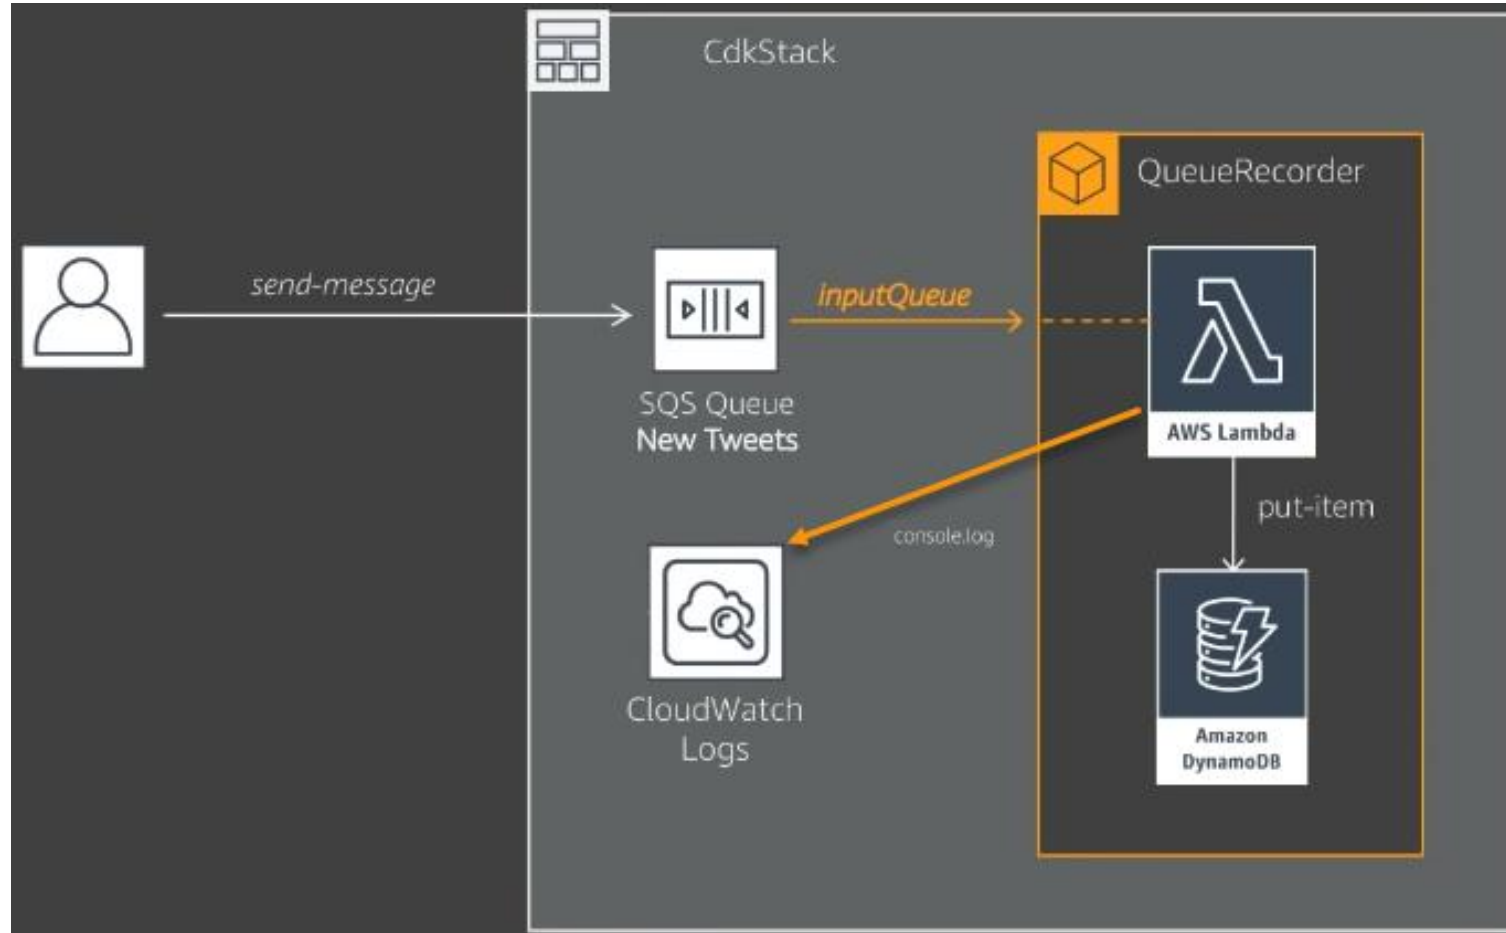 CdkStack
QueueRecorder
send-message
inputQueue
SQS Queue
New Tweets
AWS Lambda
put-item
console.log
CloudWatch
Logs
Amazon
DynamoDB